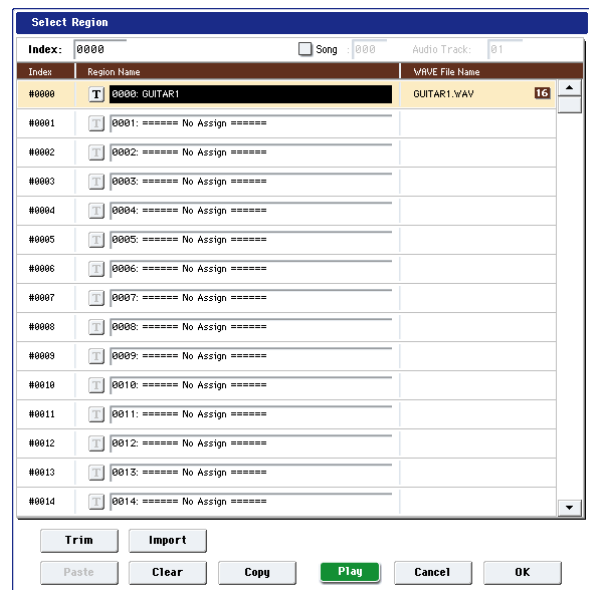 Select Region
Index: 0000 Song :000 Audio Track: 01
Index Region Name WAVE File Name
#0000 T 0000: GUITAR1 GUITAR1.WAV 16
#0001 T 0001: ====== No Assign ======
#0002 T 0002: ====== No Assign ======
#0003 T 0003: ====== No Assign ======
#0004 T 0004: ====== No Assign ======
#0005 T 0005: ====== No Assign ======
#0006 T 0006: ====== No Assign ======
#0007 T 0007: ====== No Assign ======
#0008 T 0008: ====== No Assign ======
#0009 T 0009: ====== No Assign ======
#0010 T 0010: ====== No Assign ======
#0011 T 0011: ====== No Assign ======
#0012 T 0012: ====== No Assign ======
#0013 T 0013: ====== No Assign ======
#0014 T 0014: ====== No Assign ======
Trim Import
Paste Clear Copy Play Cancel OK